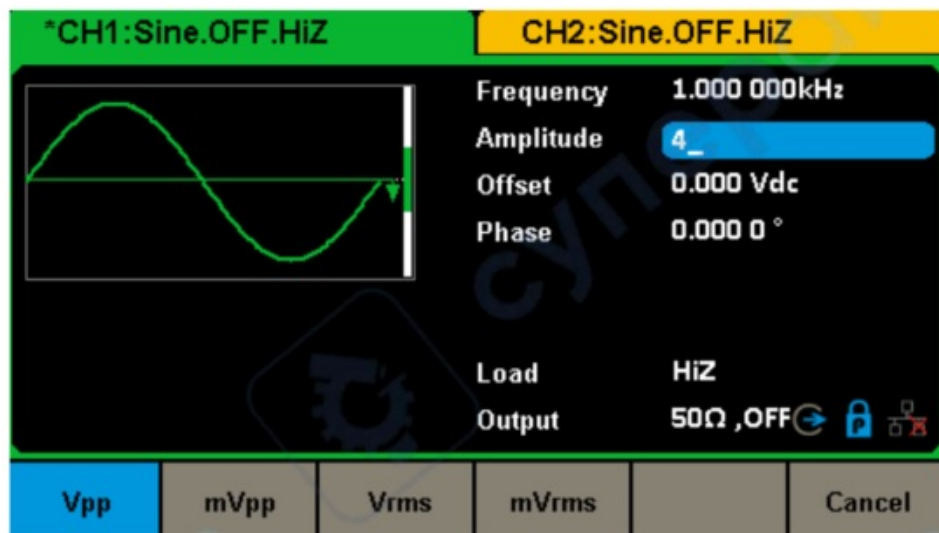 *CH1:Sine.OFF.HiZ CH2:Sine.OFF.HiZ
Frequency 1.000 000kHz
Amplitude 4_
Offset 0.000 Vdc
Phase 0.000 0 °
Load HiZ
Output 50Ω ,OFF P
Vpp mVpp Vrms mVrms Cancel